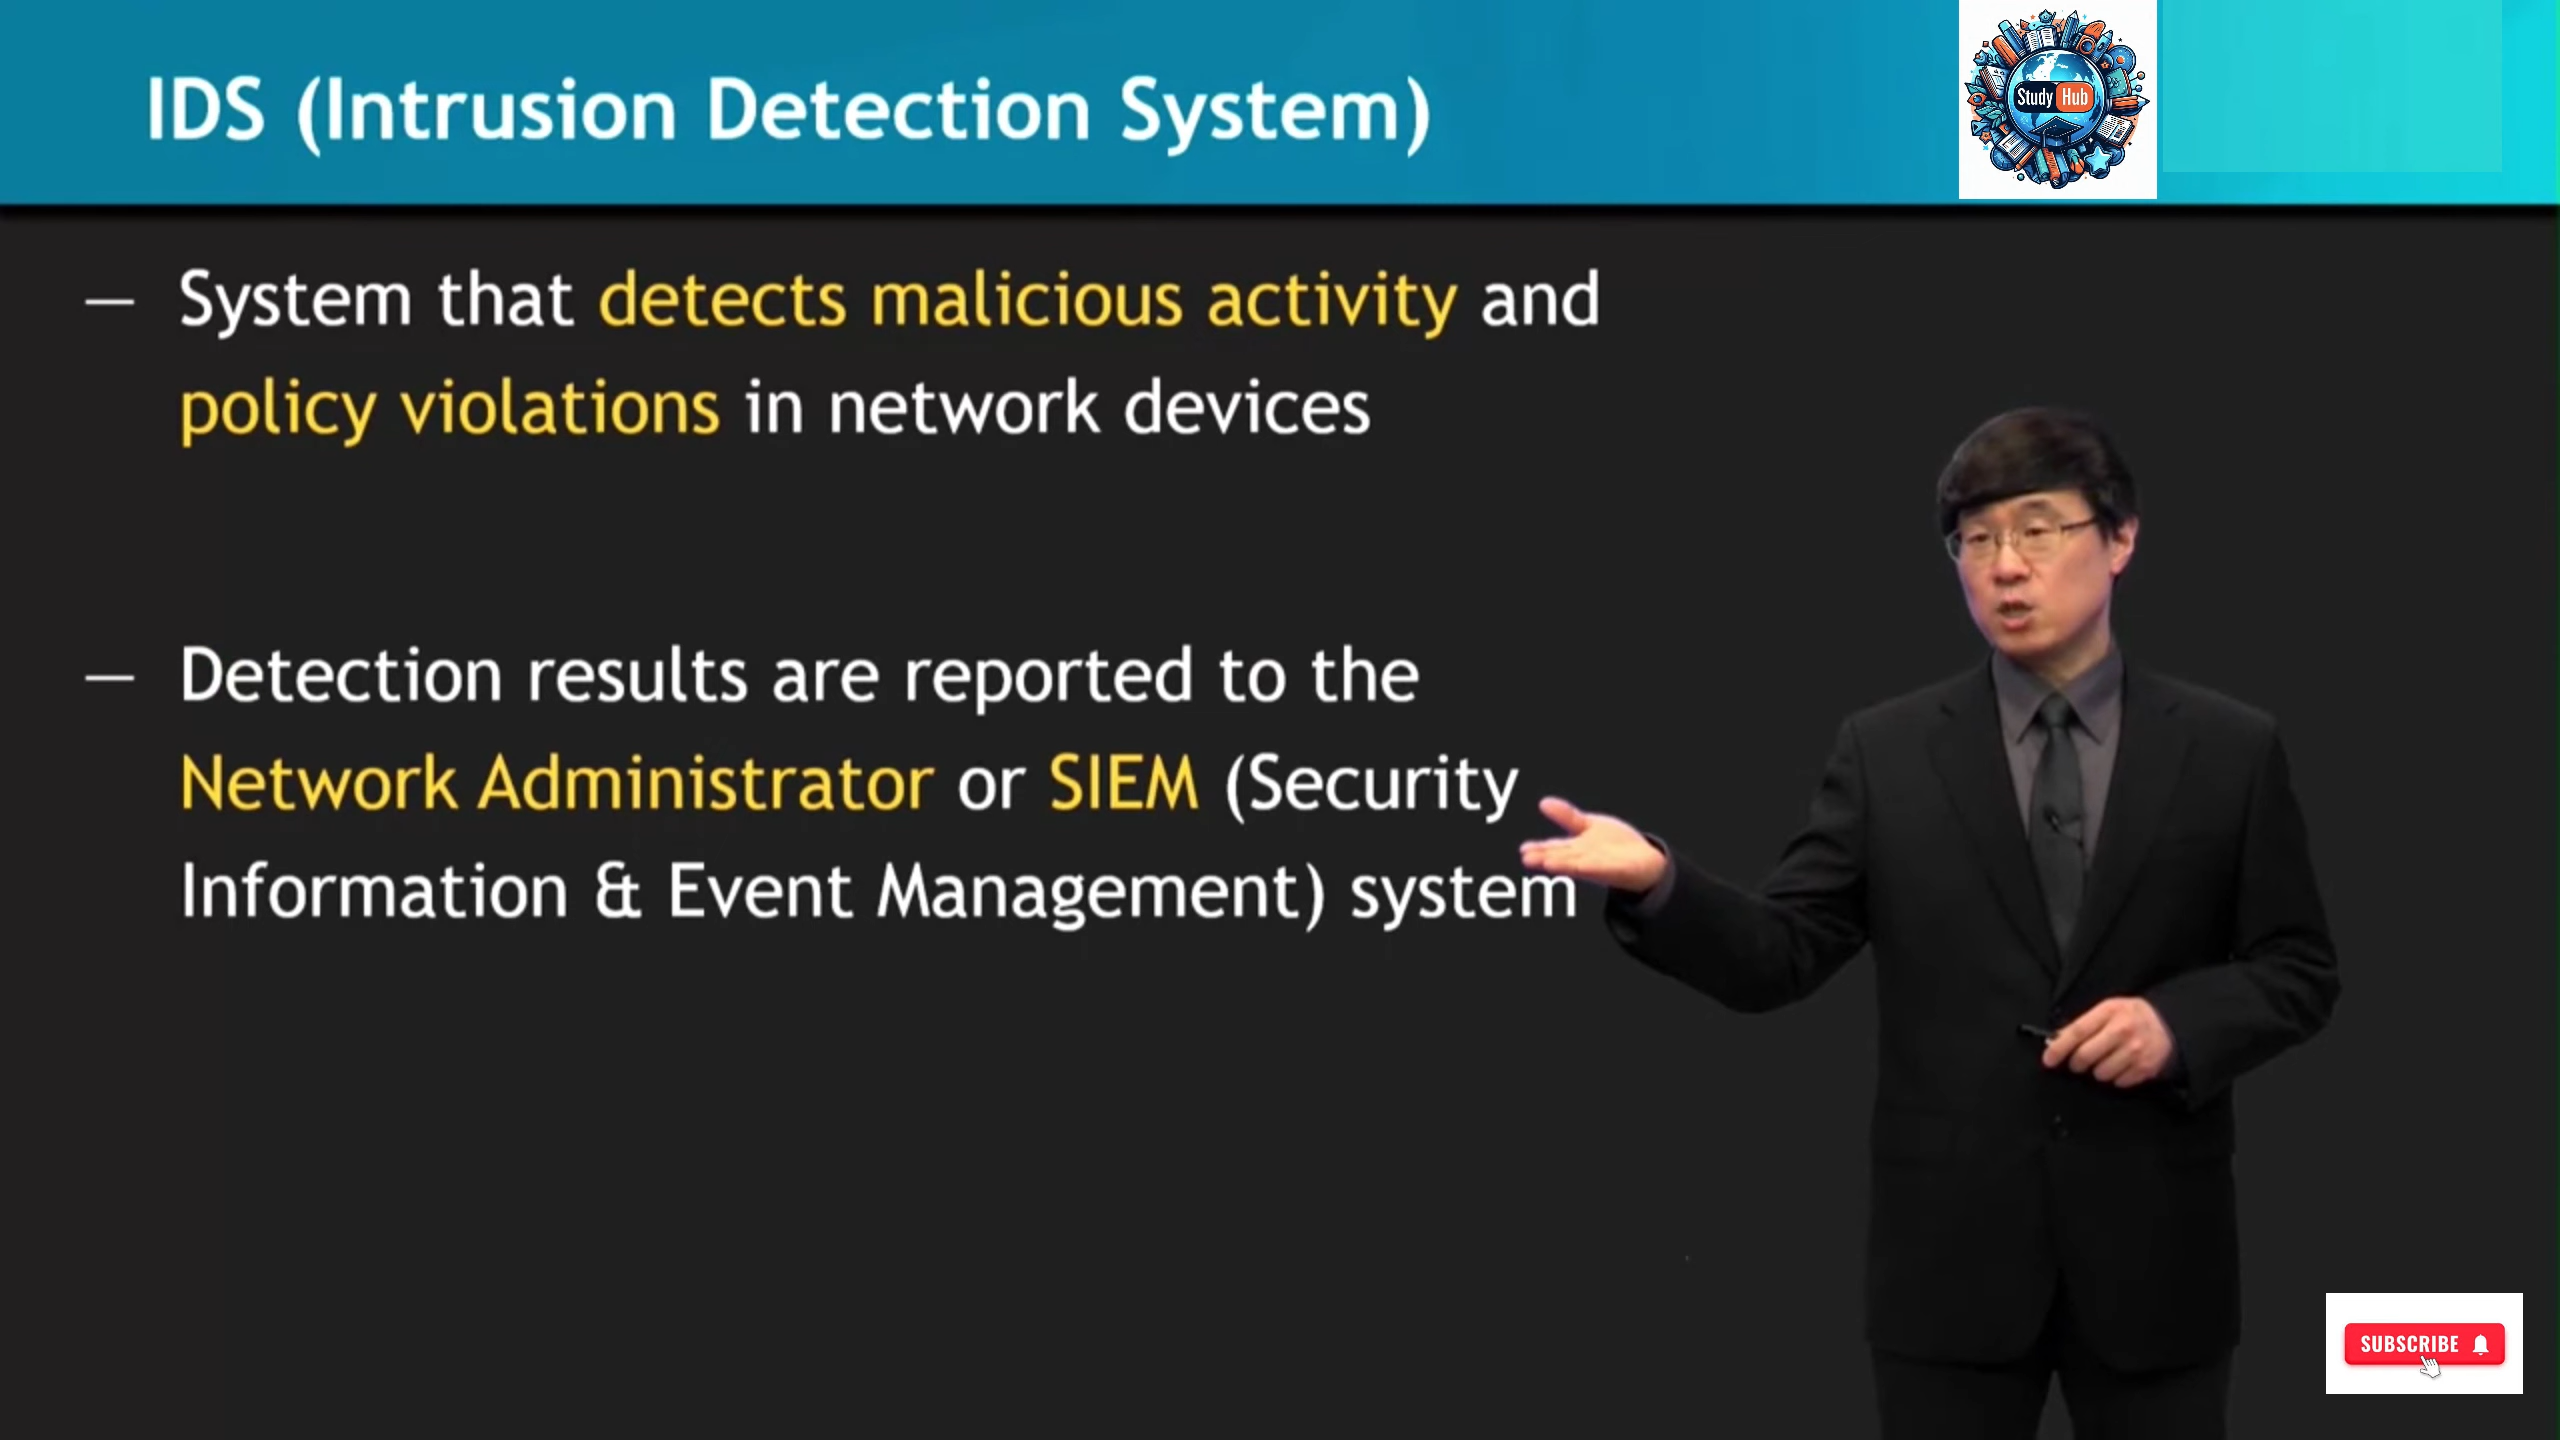 IDS (Intrusion Detection System)
Study Hub
— System that detects malicious activity and
policy violations in network devices
— Detection results are reported to the
Network Administrator or SIEM (Security
Information & Event Management) system
SUBSCRIBE